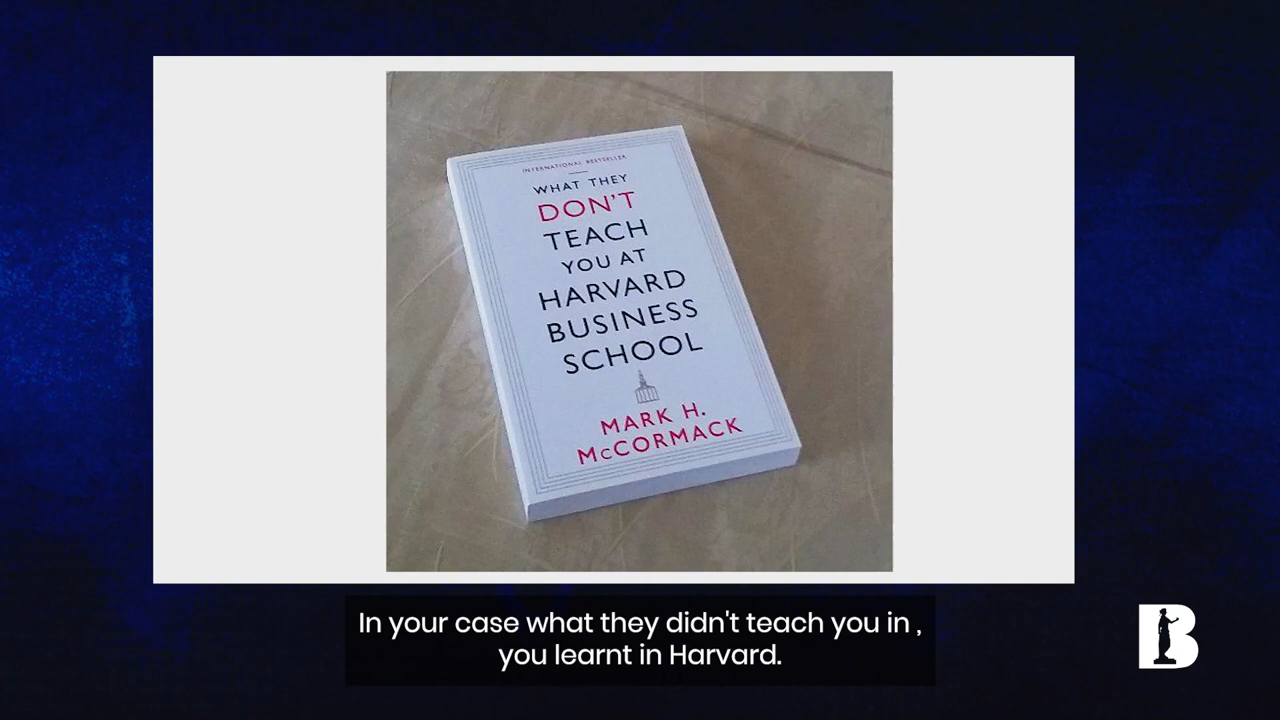 INTERNATIONAL BESTSELLER
WHAT THEY
DON'T
TEACH
YOU AT
HARVARD
BUSINESS
SCHOOL
MARK H.
McCORMACK
In your case what they didn't teach you in ,
you learnt in Harvard.
B